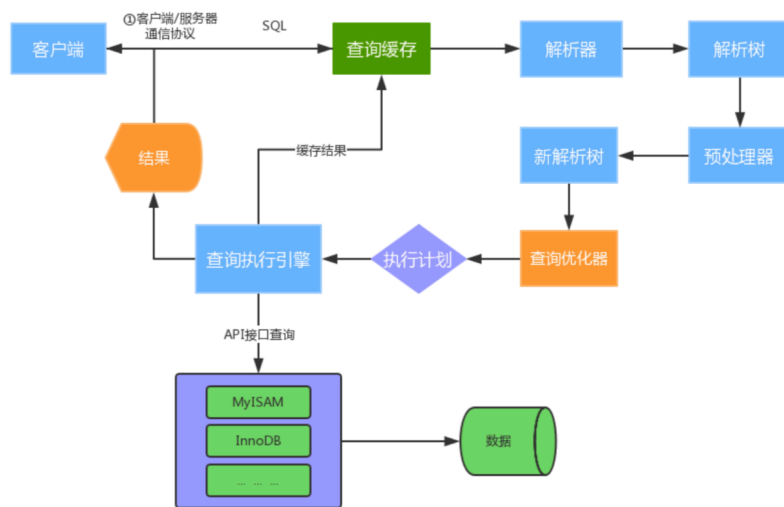 ①客户端/服务器
通信协议
SQL
客户端
查询缓存
解析器
解析树
结果
缓存结果
新解析树
预处理器
查询执行引擎
执行计划
查询优化器
API接口查询
MyISAM
InnoDB
数据
... ... ...